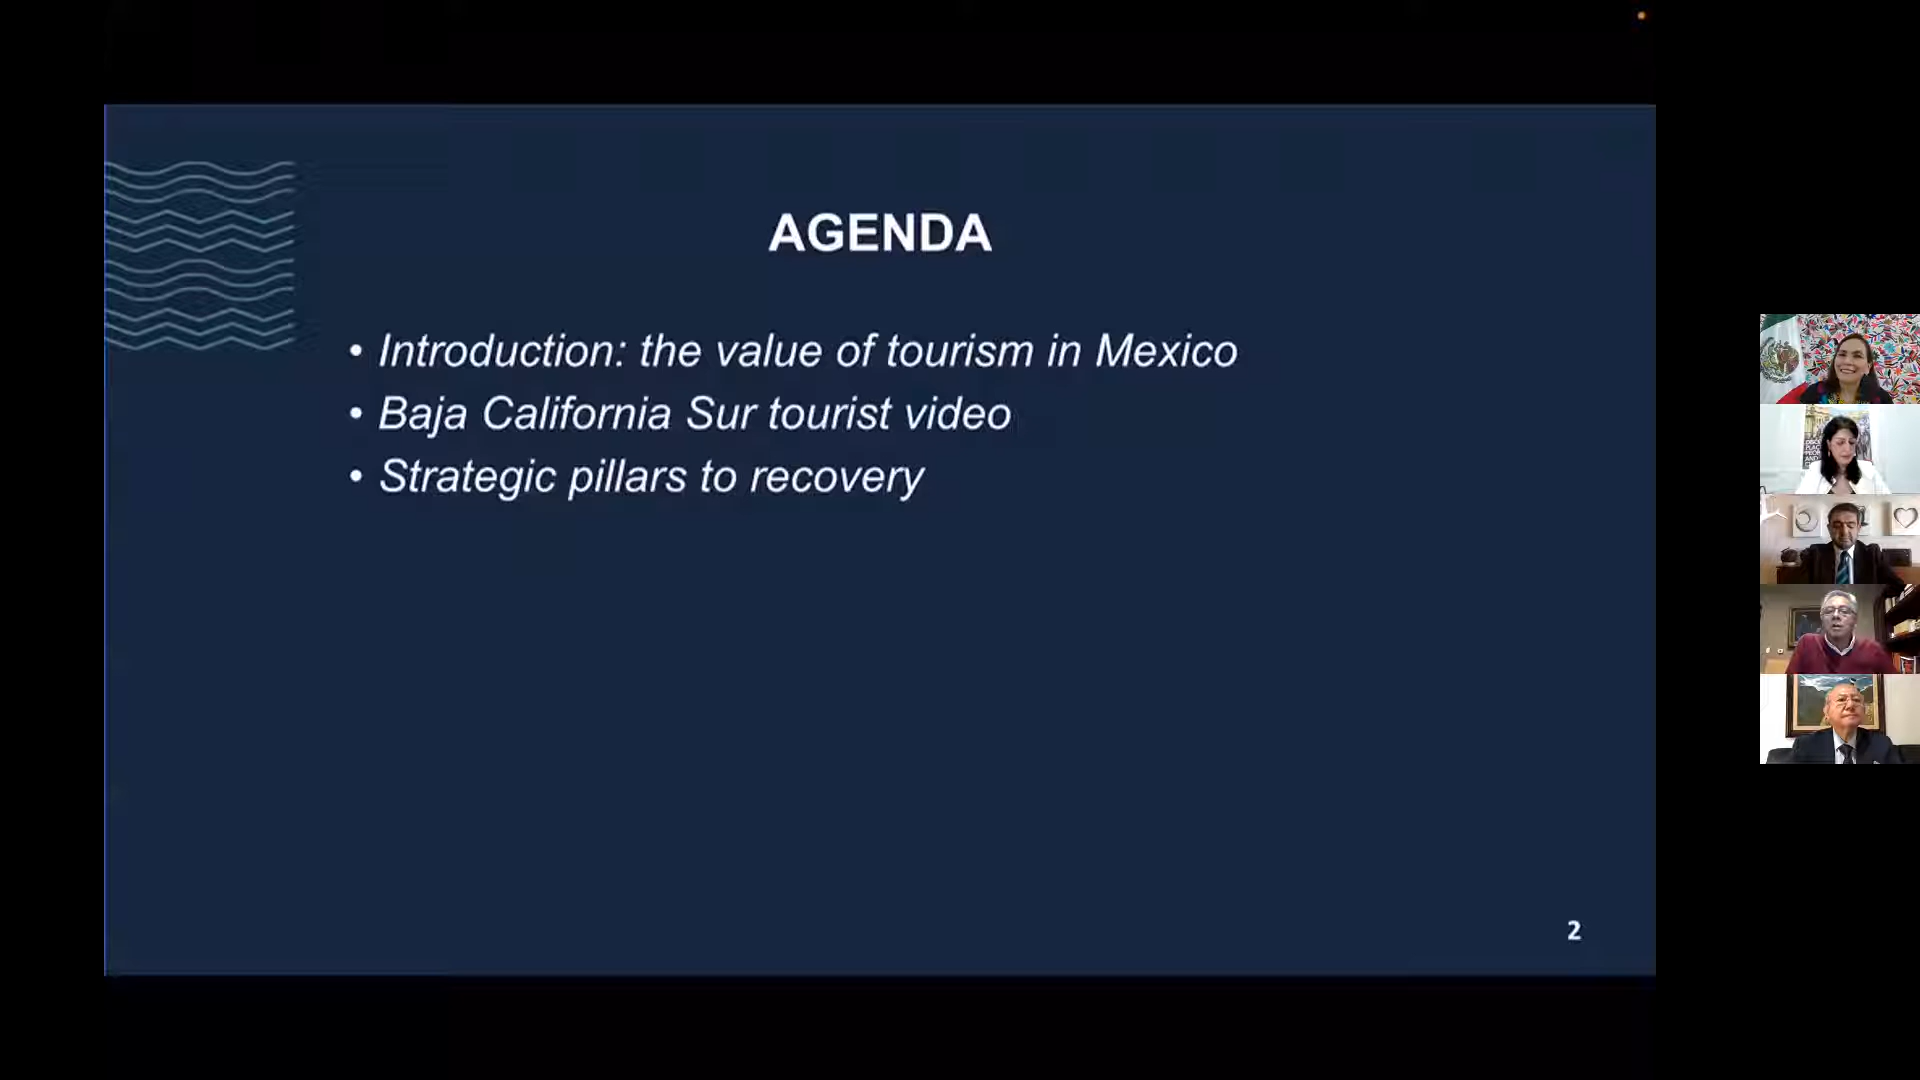 AGENDA
• Introduction: the value of tourism in Mexico
• Baja California Sur tourist video
• Strategic pillars to recovery
2